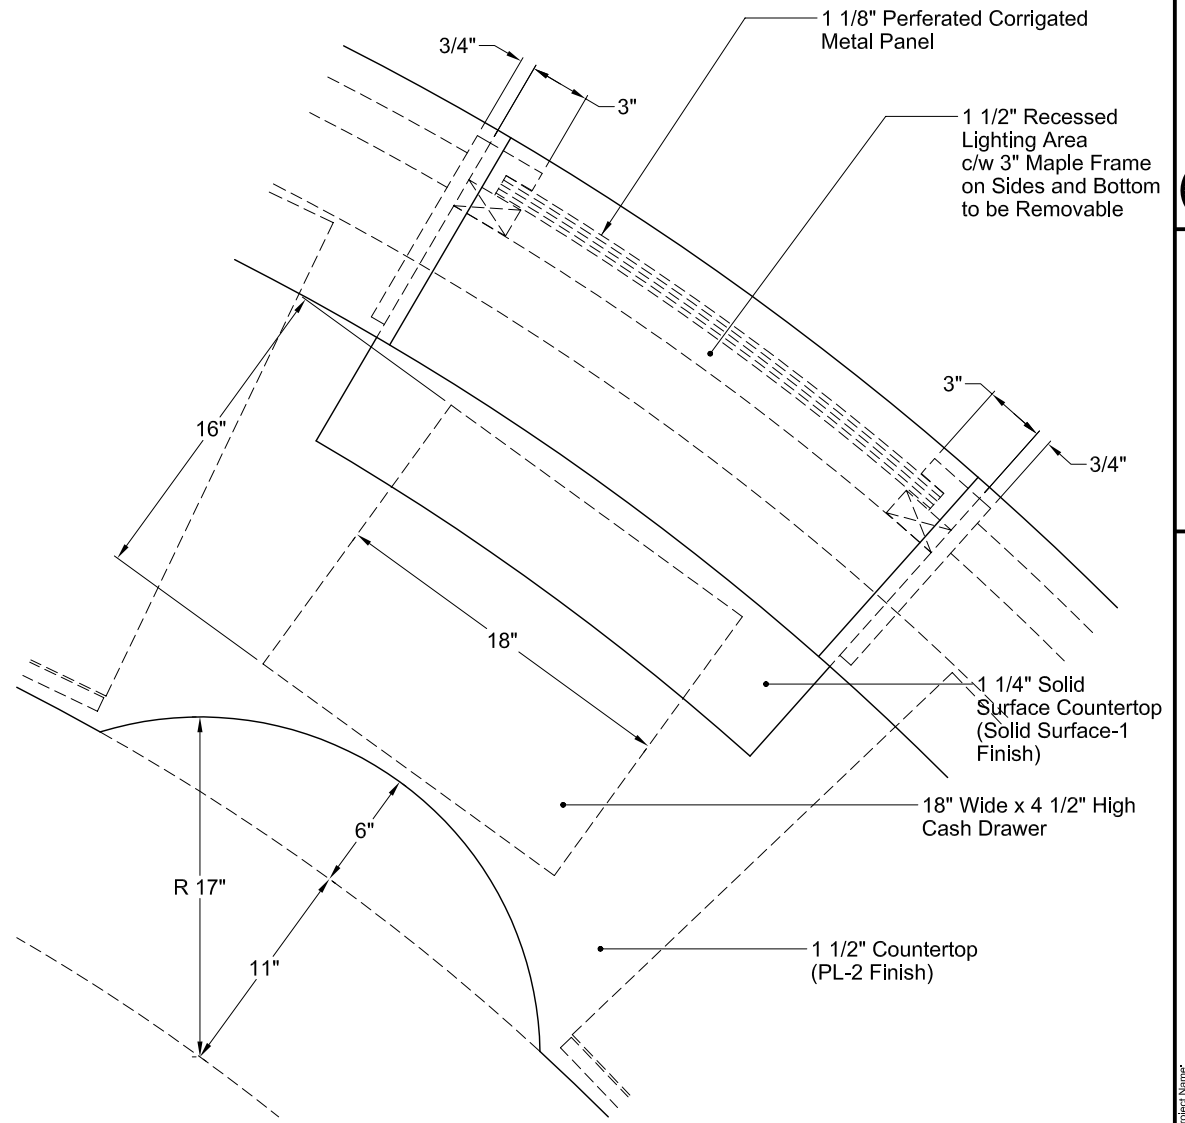 1 1/8" Perferated Corrigated
Metal Panel
3/4"
3"
1 1/2" Recessed
Lighting Area
c/w 3" Maple Frame
on Sides and Bottom
to be Removable
3"
16"
3/4"
18"
1 1/4" Solid
Surface Countertop
(Solid Surface-1
Finish)
18" Wide x 4 1/2" High
Cash Drawer
6"
R 17"
1 1/2" Countertop
(PL-2 Finish)
11"